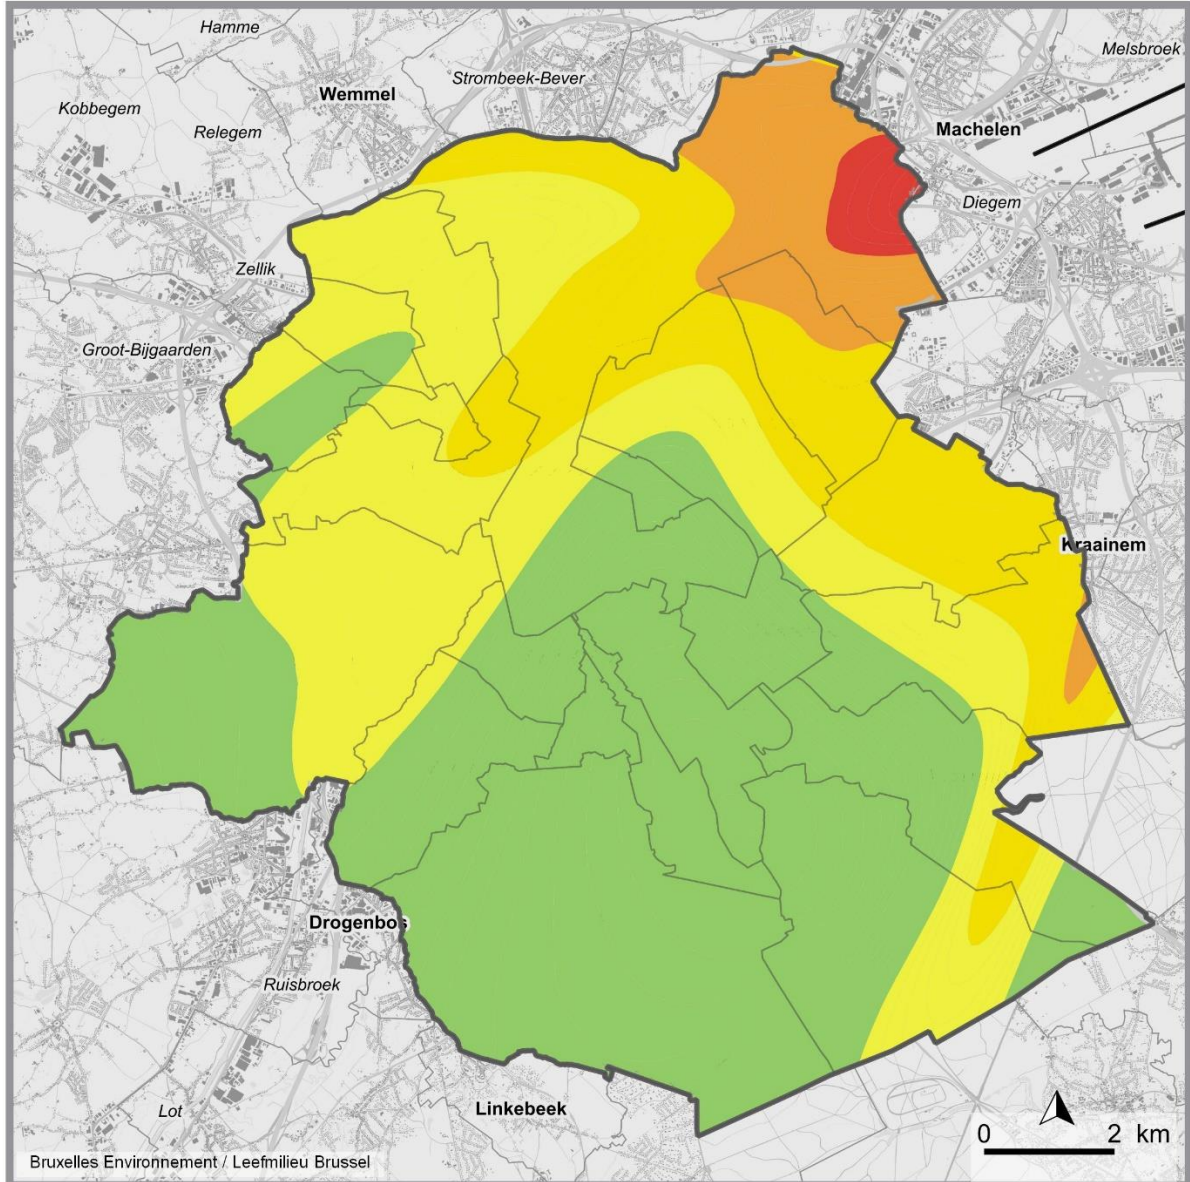 Hamme
Melsbroek
Strombeek-Bever
Wemmel
Kobbegem
Relegem
Machelen
Diegem
Zellik
Groot-Bijgaarden
Kraainem
Drogenbos
Ruisbroek
Lot
Linkebeek
0 2 km
Bruxelles Environnement / Leefmilieu Brussel